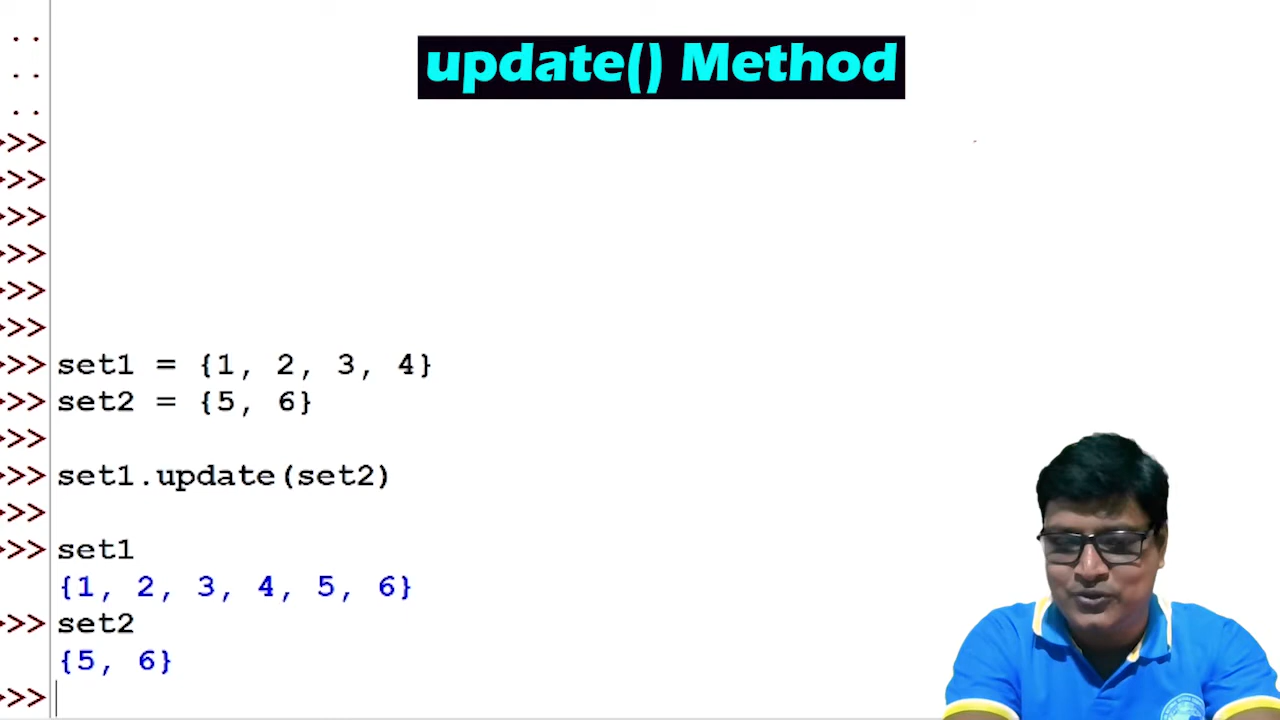 update() Method
..
..
..
>>>
>>>
>>>
>>>
>>>
>>>
>>> set1 = {1, 2, 3, 4}
>>> set2 = {5, 6}
>>>
>>> set1.update(set2)
>>>
>>> set1
{1, 2, 3, 4, 5, 6}
>>> set2
{5, 6}
>>>